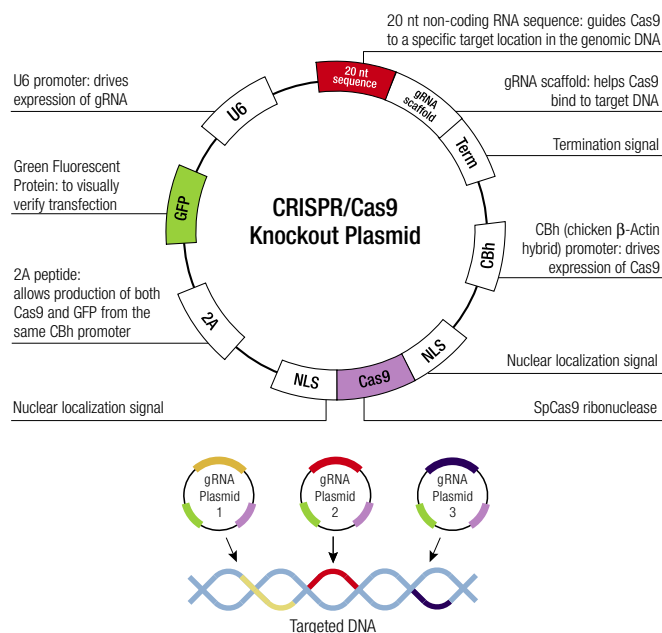 20 nt non-coding RNA sequence: guides Cas9
to a specific target location in the genomic DNA
20 nt
sequence
U6 promoter: drives
expression of gRNA
U6
gRNA
scaffold
gRNA scaffold: helps Cas9
bind to target DNA
Term
Termination signal
Green Fluorescent
Protein: to visually
verify transfection
GFP
CRISPR/Cas9
Knockout Plasmid
CBh
CBh (chicken β-Actin
hybrid) promoter: drives
expression of Cas9
2A peptide:
allows production of both
Cas9 and GFP from the
same CBh promoter
2A
NLS
Cas9
NLS
Nuclear localization signal
Nuclear localization signal
SpCas9 ribonuclease
gRNA
Plasmid
1
gRNA
Plasmid
2
gRNA
Plasmid
3
Targeted DNA